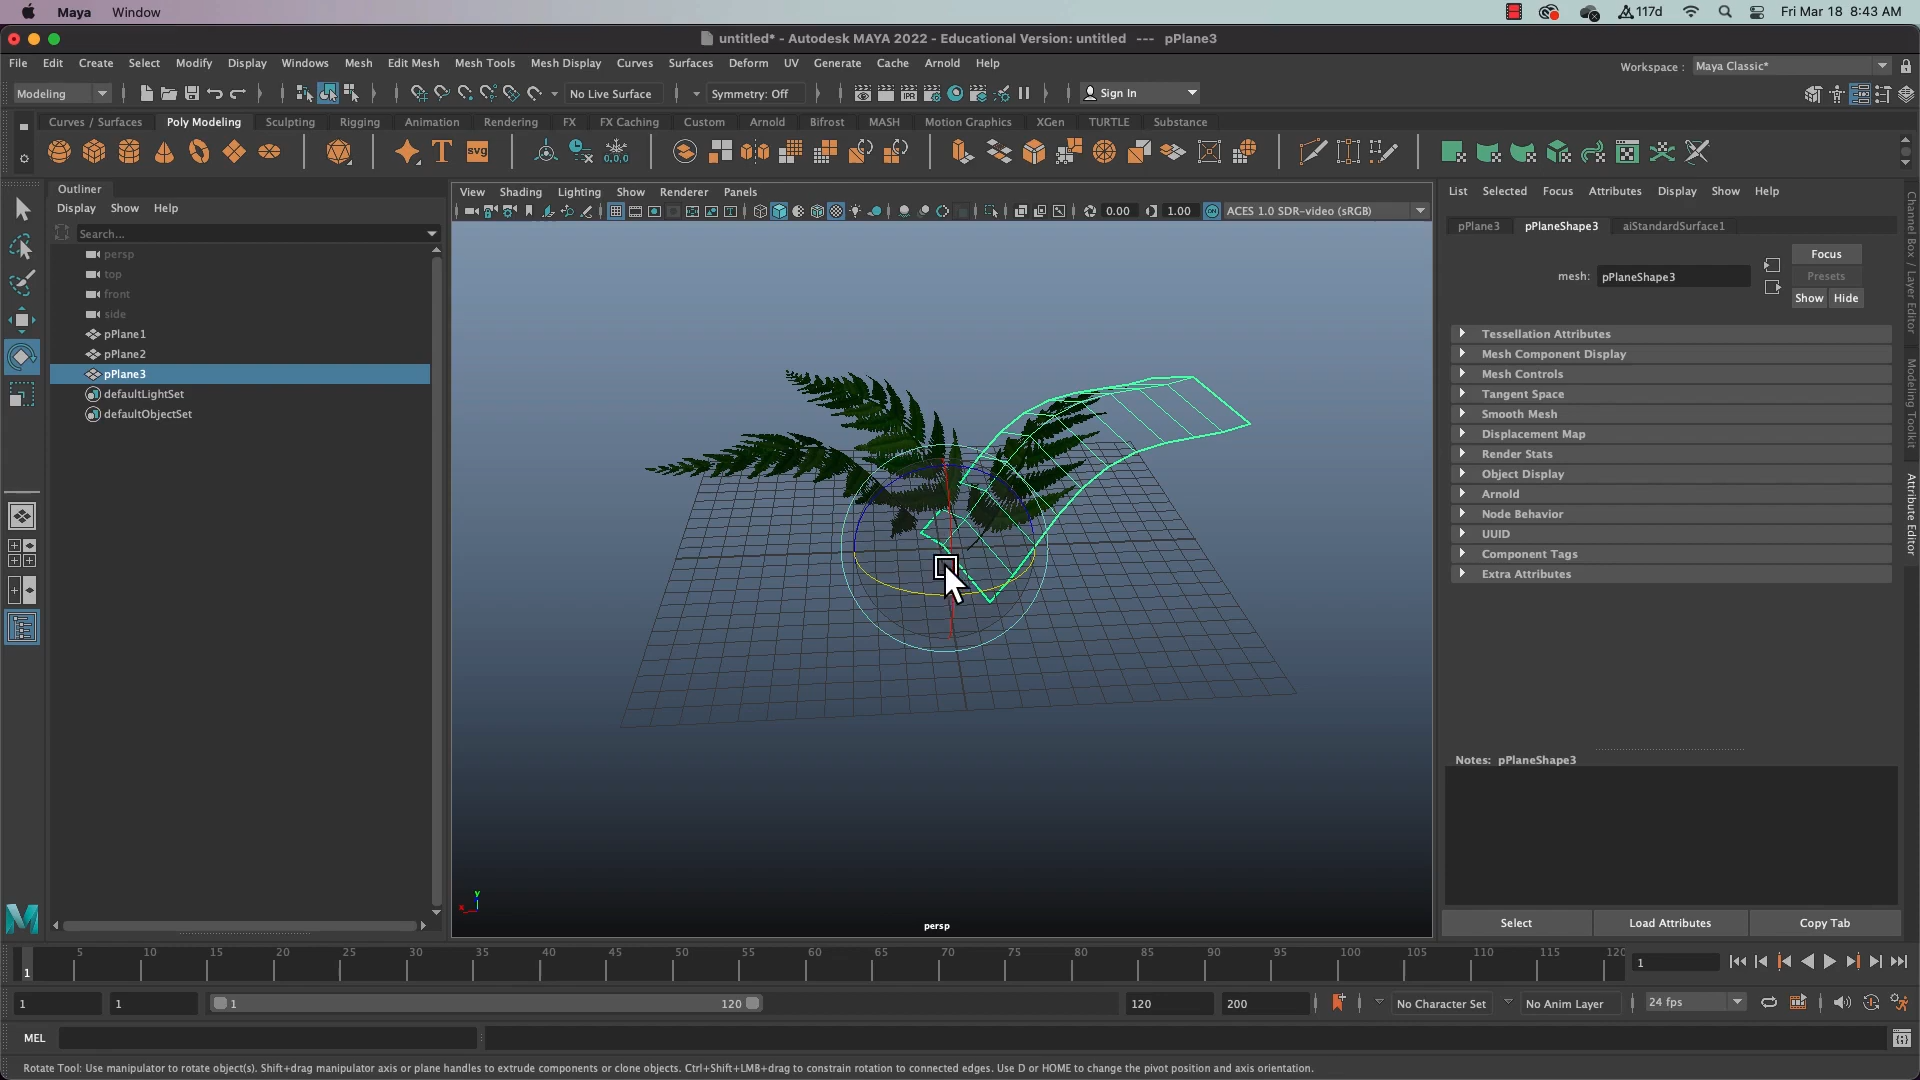 Maya Window 117d Fri Mar 18 8:43 AM
untitled* - Autodesk MAYA 2022 - Educational Version: untitled --- pPlane3
File Edit Create Select Modify Display Windows Mesh Edit Mesh Mesh Tools Mesh Display Curves Surfaces Deform UV Generate Cache Arnold Help Workspace : Maya Classic*
Modeling No Live Surface Symmetry: Off IPR Sign In
Curves / Surfaces Poly Modeling Sculpting Rigging Animation Rendering FX FX Caching Custom Arnold Bifrost MASH Motion Graphics XGen TURTLE Substance
T SVG 0,0,0
Outliner
Display Show Help
Search...
persp
top
front
side
pPlane1
pPlane2
pPlane3
defaultLightSet
defaultObjectSet
View Shading Lighting Show Renderer Panels
0.00 1.00 ON ACES 1.0 SDR-video (sRGB)
y
x
persp
List Selected Focus Attributes Display Show Help
pPlane3 pPlaneShape3 aiStandardSurface1
Focus
mesh: pPlaneShape3
Presets
Show Hide
Tessellation Attributes
Mesh Component Display
Mesh Controls
Tangent Space
Smooth Mesh
Displacement Map
Render Stats
Object Display
Arnold
Node Behavior
UUID
Component Tags
Extra Attributes
Notes: pPlaneShape3
Select Load Attributes Copy Tab
Channel Box / Layer Editor
Modeling Toolkit
Attribute Editor
M
1 5 10 15 20 25 30 35 40 45 50 55 60 65 70 75 80 85 90 95 100 105 110 115 12 1
1 1 1 120 120 200 No Character Set No Anim Layer 24 fps
MEL
Rotate Tool: Use manipulator to rotate object(s). Shift+drag manipulator axis or plane handles to extrude components or clone objects. Ctrl+Shift+LMB+drag to constrain rotation to connected edges. Use D or HOME to change the pivot position and axis orientation.